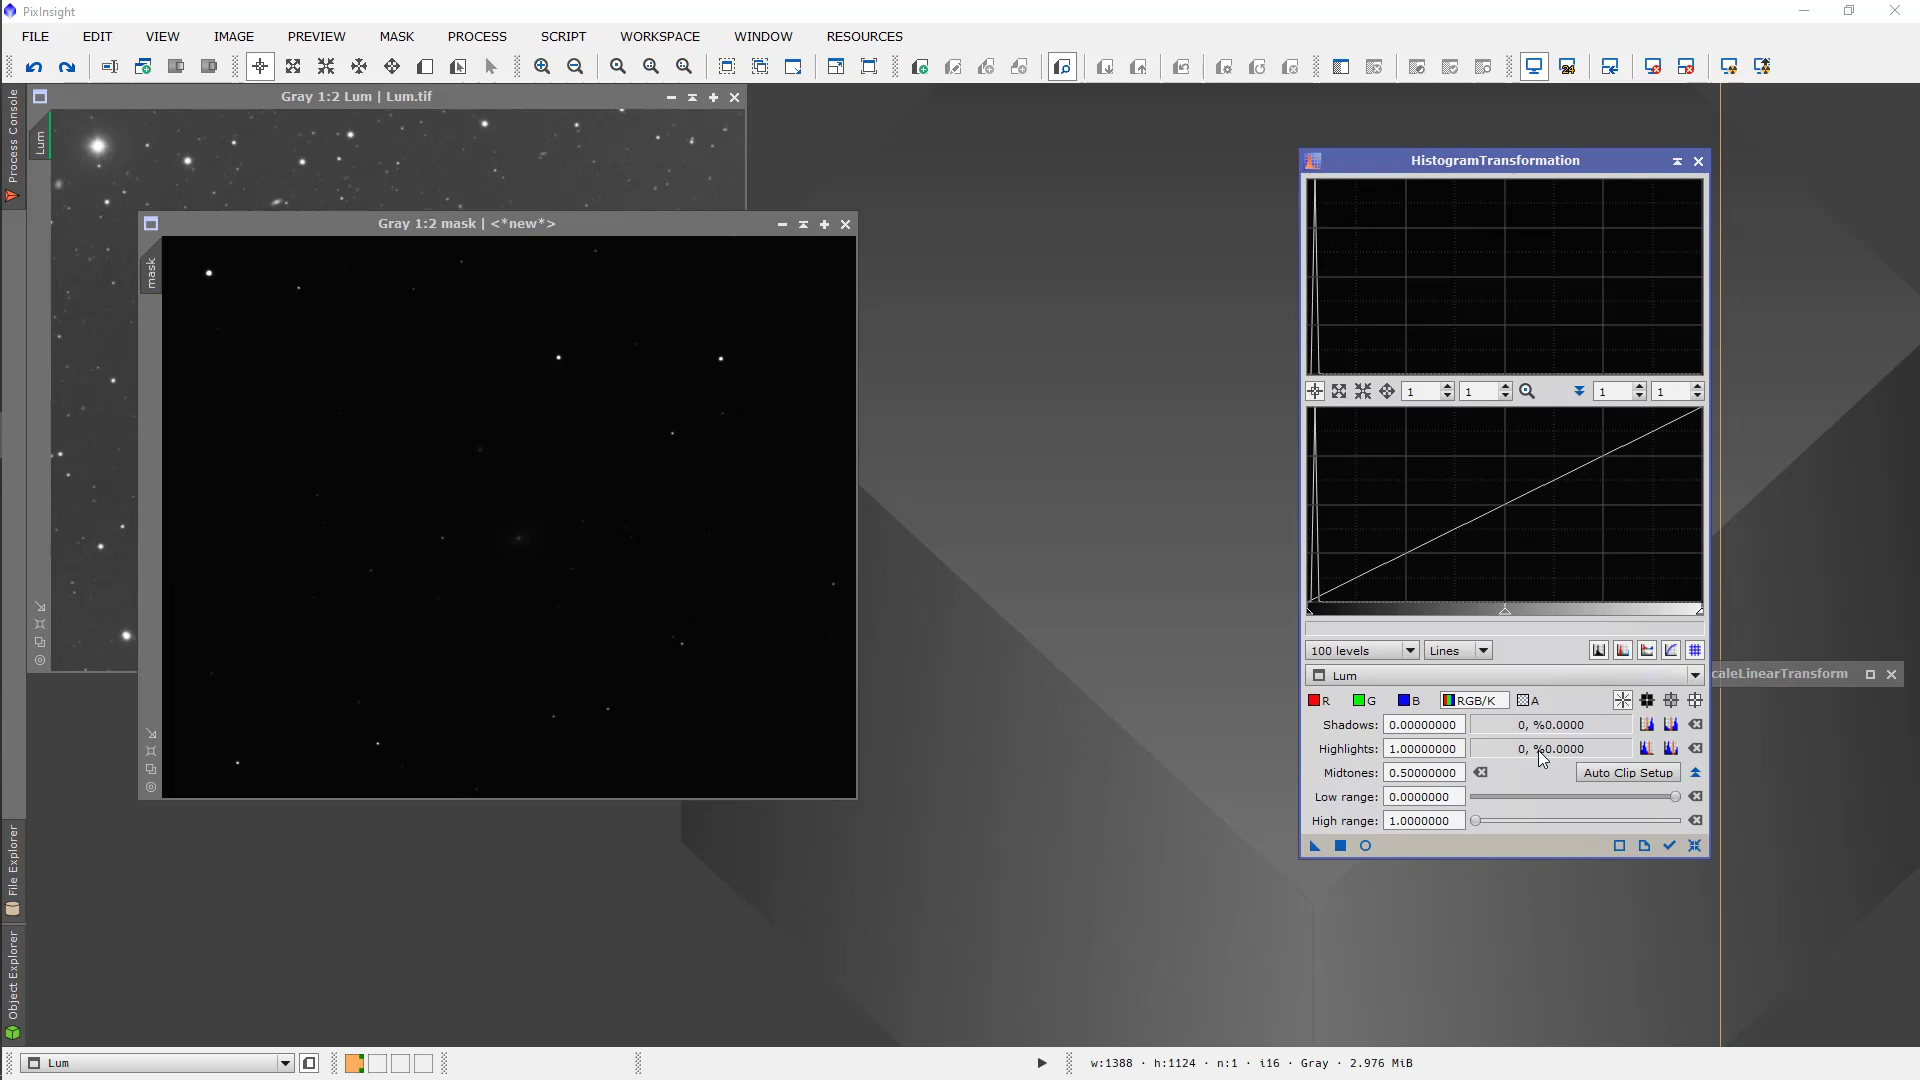 PixInsight
FILE EDIT VIEW IMAGE PREVIEW MASK PROCESS SCRIPT WORKSPACE WINDOW RESOURCES
24
Process Console
Gray 1:2 Lum | Lum.tif
Lum
Gray 1:2 mask | <*new*>
mask
HistogramTransformation
1 1 1 1
100 levels Lines
Lum
caleLinearTransform
R G B RGB/K A
Shadows: 0.00000000 0, %0.0000
Highlights: 1.00000000 0, %0.0000
Midtones: 0.50000000 Auto Clip Setup
Low range: 0.0000000
High range: 1.0000000
File Explorer
Object Explorer
Lum
w:1388 · h:1124 · n:1 · i16 · Gray · 2.976 MiB